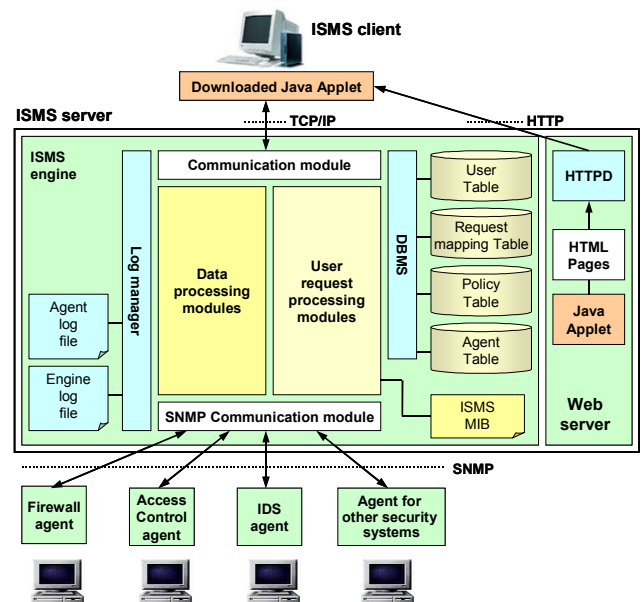 ISMS client
Downloaded Java Applet
ISMS server
TCP/IP
HTTP
ISMS
engine
Communication module
Log manager
Data
processing
modules
User
request
processing
modules
DBMS
User
Table
Request
mapping Table
Policy
Table
Agent
Table
HTTPD
HTML
Pages
Java
Applet
Agent
log
file
Engine
log
file
SNMP Communication module
ISMS
MIB
Web
server
SNMP
Firewall
agent
Access
Control
agent
IDS
agent
Agent for
other security
systems